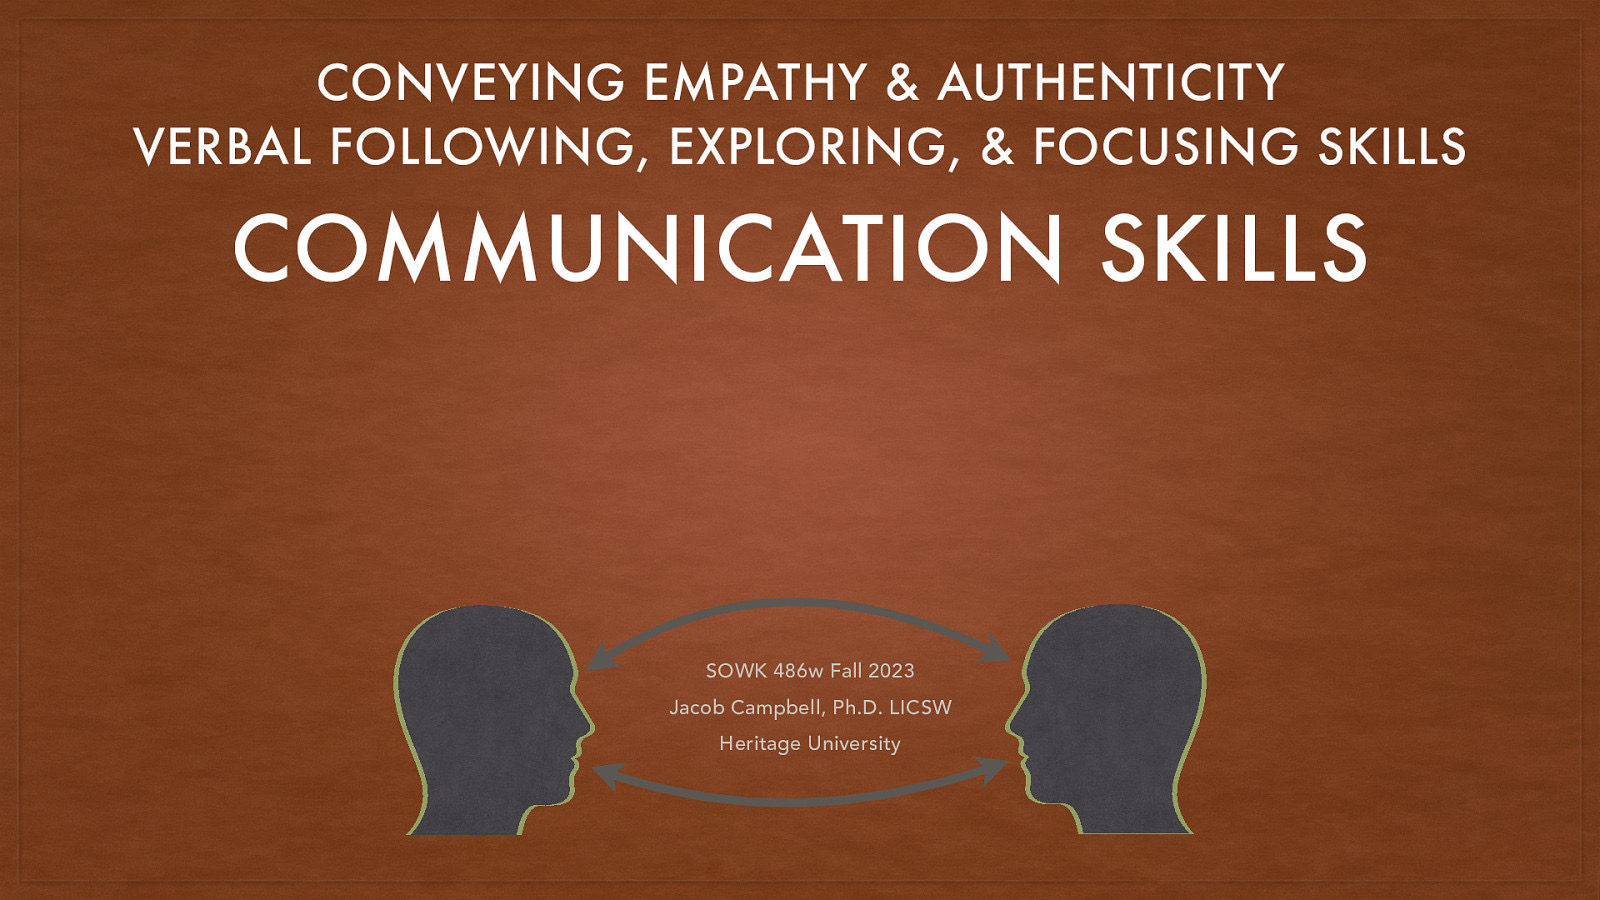 CONVEYING EMPATHY & AUTHENTICITY
VERBAL FOLLOWING, EXPLORING, & FOCUSING SKILLS
COMMUNICATION SKILLS
SOWK 486w Fall 2023
Jacob Campbell, Ph.D. LICSW
Heritage University